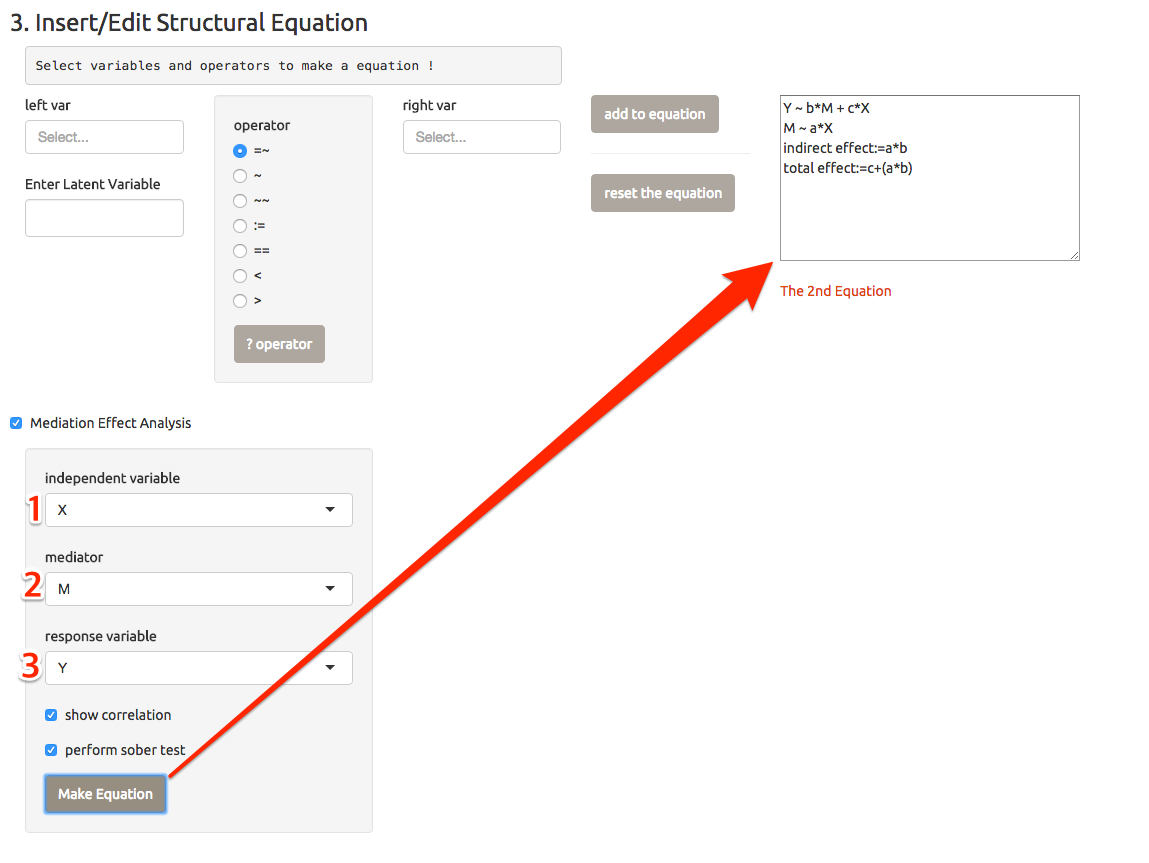 3. Insert/Edit Structural Equation
Select variables and operators to make a equation !
left var
Select...
Enter Latent Variable
operator
=~
~
~~
:=
==
<
>
? operator
right var
Select...
add to equation
reset the equation
Y ~ b*M + c*X
M ~ a*X
indirect effect:=a*b
total effect:=c+(a*b)
The 2nd Equation
Mediation Effect Analysis
independent variable
1
X
mediator
2
M
response variable
3
Y
show correlation
perform sober test
Make Equation